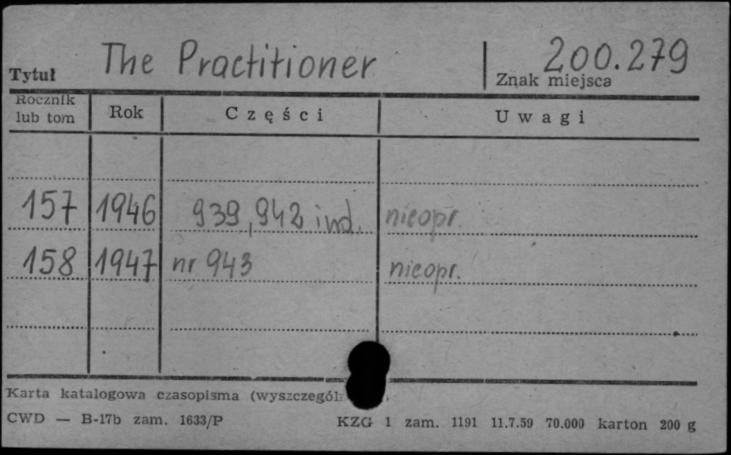 Tytuł The Practitioner 200.279
Znak miejsca
Rocznik lub tom Rok Części Uwagi
157 1946 939, 942 ind. nieopr.
158 1947 nr 943 nieopr.
Karta katalogowa czasopisma
CWD — B-17b zam. 1633/P KZG 1 zam. 1191 11.7.59 70.000 karton 200 g